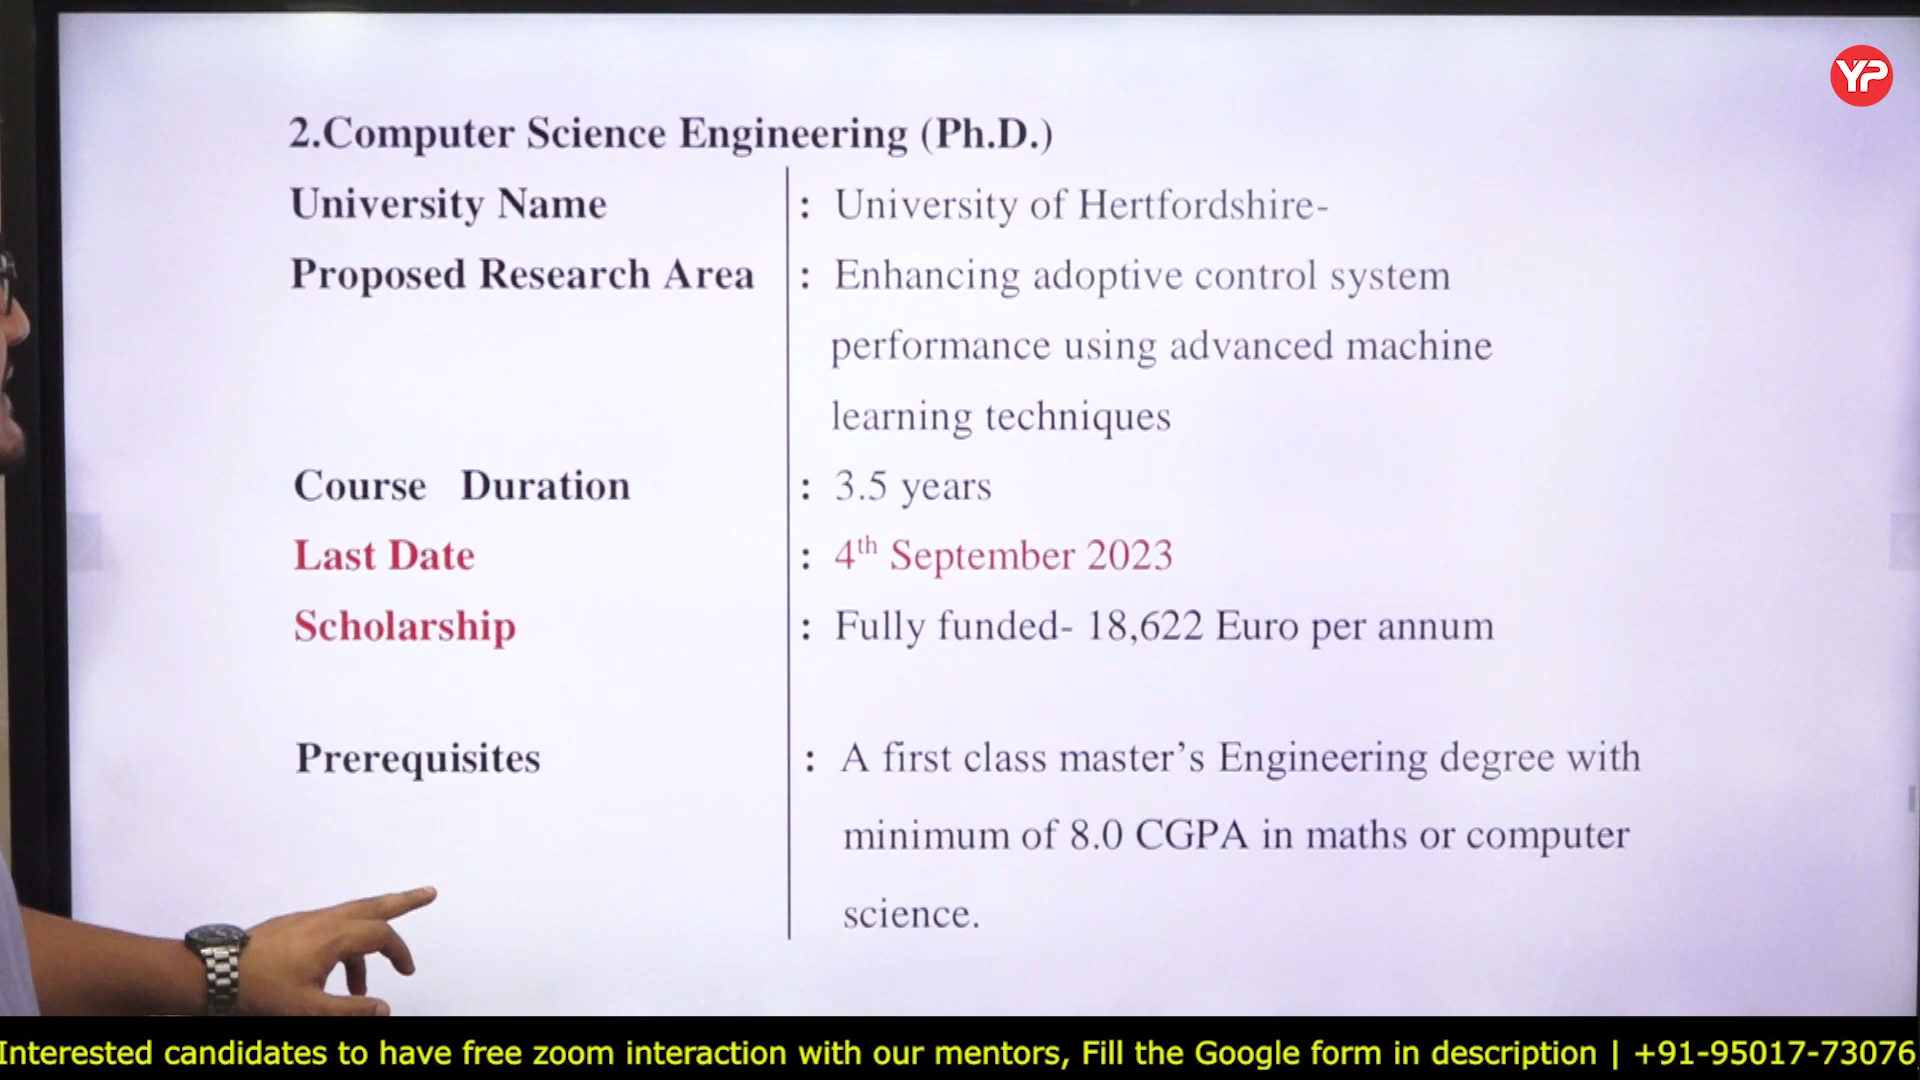 YP
2.Computer Science Engineering (Ph.D.)
University Name : University of Hertfordshire-
Proposed Research Area : Enhancing adoptive control system
performance using advanced machine
learning techniques
Course Duration : 3.5 years
Last Date : 4th September 2023
Scholarship : Fully funded- 18,622 Euro per annum
Prerequisites : A first class master's Engineering degree with
minimum of 8.0 CGPA in maths or computer
science.
Interested candidates to have free zoom interaction with our mentors, Fill the Google form in description | +91-95017-73076